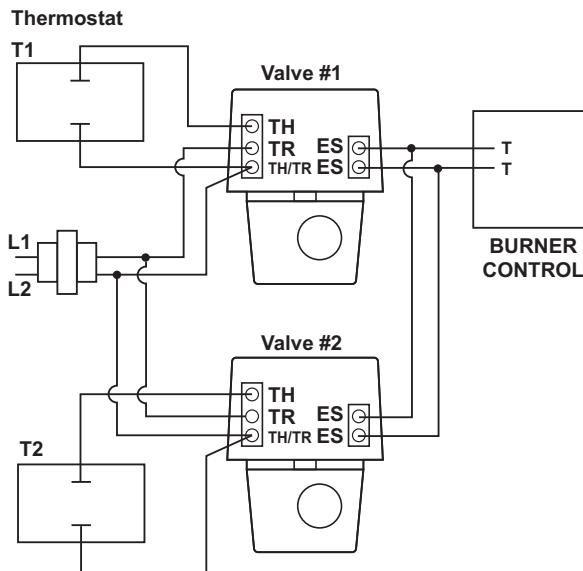 Thermostat
T1
Valve #1
TH
TR
TH/TR
ES
ES
T
T
BURNER
CONTROL
L1
L2
Valve #2
TH
TR
TH/TR
ES
ES
T2